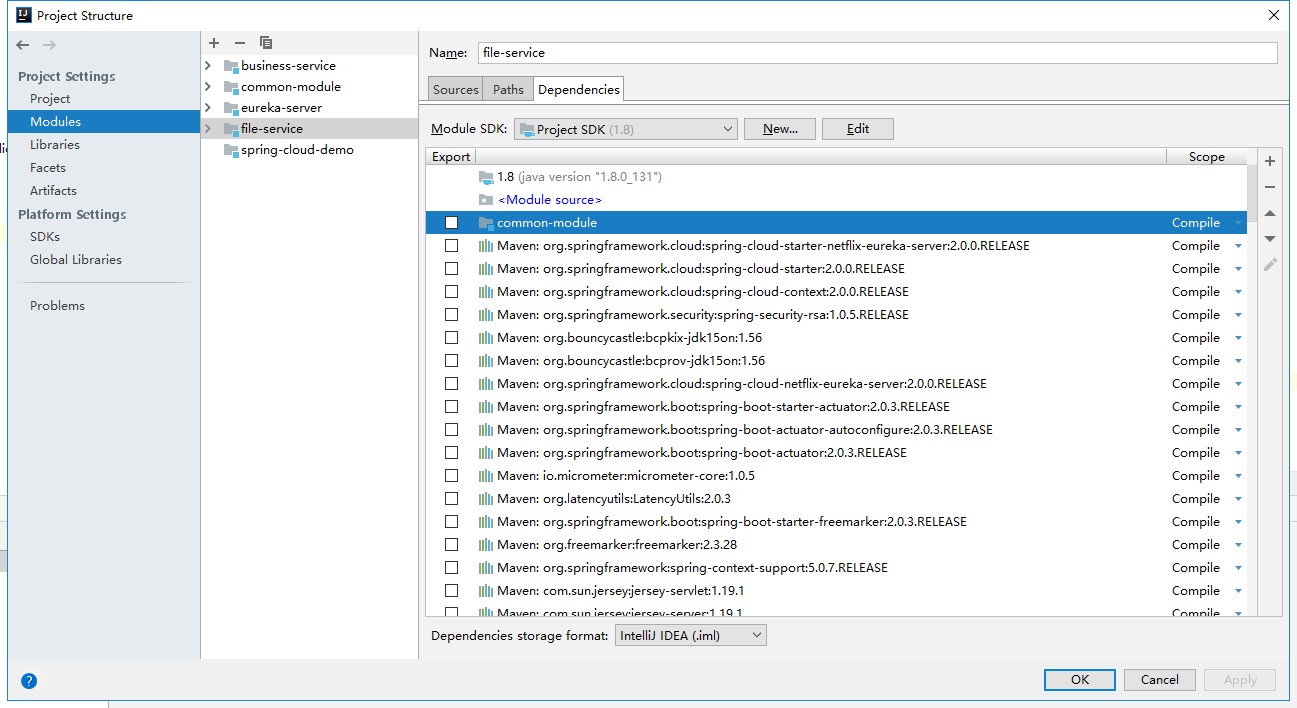 Project Structure
Project Settings
Project
Modules
Libraries
Facets
Artifacts
Platform Settings
SDKs
Global Libraries
Problems
business-service
common-module
eureka-server
file-service
spring-cloud-demo
Name: file-service
Sources Paths Dependencies
Module SDK: Project SDK (1.8) New... Edit
Export Scope
1.8 (java version "1.8.0_131")
<Module source>
common-module Compile
Maven: org.springframework.cloud:spring-cloud-starter-netflix-eureka-server:2.0.0.RELEASE Compile
Maven: org.springframework.cloud:spring-cloud-starter:2.0.0.RELEASE Compile
Maven: org.springframework.cloud:spring-cloud-context:2.0.0.RELEASE Compile
Maven: org.springframework.security:spring-security-rsa:1.0.5.RELEASE Compile
Maven: org.bouncycastle:bcpkix-jdk15on:1.56 Compile
Maven: org.bouncycastle:bcprov-jdk15on:1.56 Compile
Maven: org.springframework.cloud:spring-cloud-netflix-eureka-server:2.0.0.RELEASE Compile
Maven: org.springframework.boot:spring-boot-starter-actuator:2.0.3.RELEASE Compile
Maven: org.springframework.boot:spring-boot-actuator-autoconfigure:2.0.3.RELEASE Compile
Maven: org.springframework.boot:spring-boot-actuator:2.0.3.RELEASE Compile
Maven: io.micrometer:micrometer-core:1.0.5 Compile
Maven: org.latencyutils:LatencyUtils:2.0.3 Compile
Maven: org.springframework.boot:spring-boot-starter-freemarker:2.0.3.RELEASE Compile
Maven: org.freemarker:freemarker:2.3.28 Compile
Maven: org.springframework:spring-context-support:5.0.7.RELEASE Compile
Maven: com.sun.jersey:jersey-servlet:1.19.1 Compile
Maven: com.sun.jersey:jersey-server:1.19.1 Compile
Dependencies storage format: IntelliJ IDEA (.iml)
? OK Cancel Apply